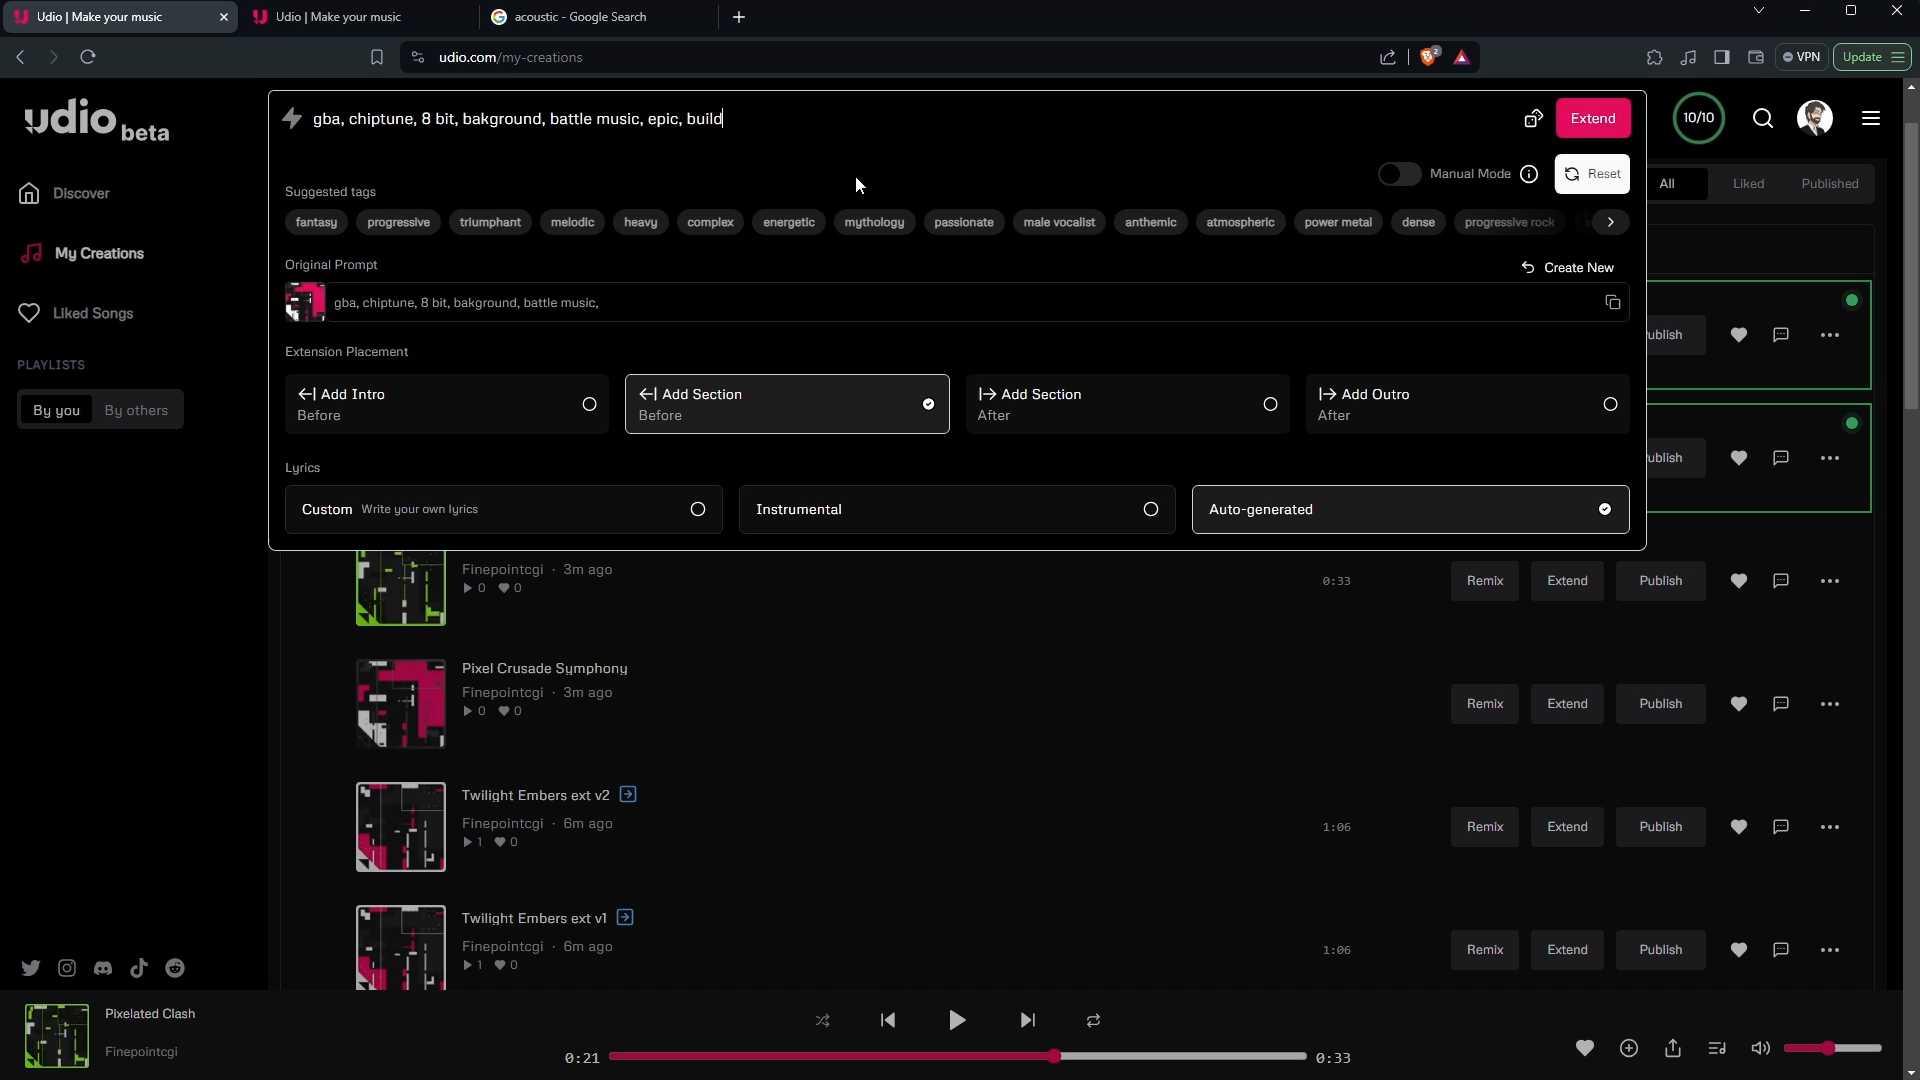 Udio | Make your music
Udio | Make your music
acoustic - Google Search
udio.com/my-creations
2
VPN
Update
udio beta
gba, chiptune, 8 bit, bakground, battle music, epic, build
Extend
10/10
Manual Mode
Reset
Discover
My Creations
Liked Songs
PLAYLISTS
By you
By others
Suggested tags
fantasy
progressive
triumphant
melodic
heavy
complex
energetic
mythology
passionate
male vocalist
anthemic
atmospheric
power metal
dense
progressive rock
All
Liked
Published
Original Prompt
Create New
gba, chiptune, 8 bit, bakground, battle music,
Extension Placement
Add Intro
Before
Add Section
Before
Add Section
After
Add Outro
After
ublish
ublish
Lyrics
Custom Write your own lyrics
Instrumental
Auto-generated
Finepointcgi · 3m ago
0 0
0:33
Remix
Extend
Publish
Pixel Crusade Symphony
Finepointcgi · 3m ago
0 0
Remix
Extend
Publish
Twilight Embers ext v2
Finepointcgi · 6m ago
1 0
1:06
Remix
Extend
Publish
Twilight Embers ext v1
Finepointcgi · 6m ago
1 0
1:06
Remix
Extend
Publish
Pixelated Clash
Finepointcgi
0:21
0:33